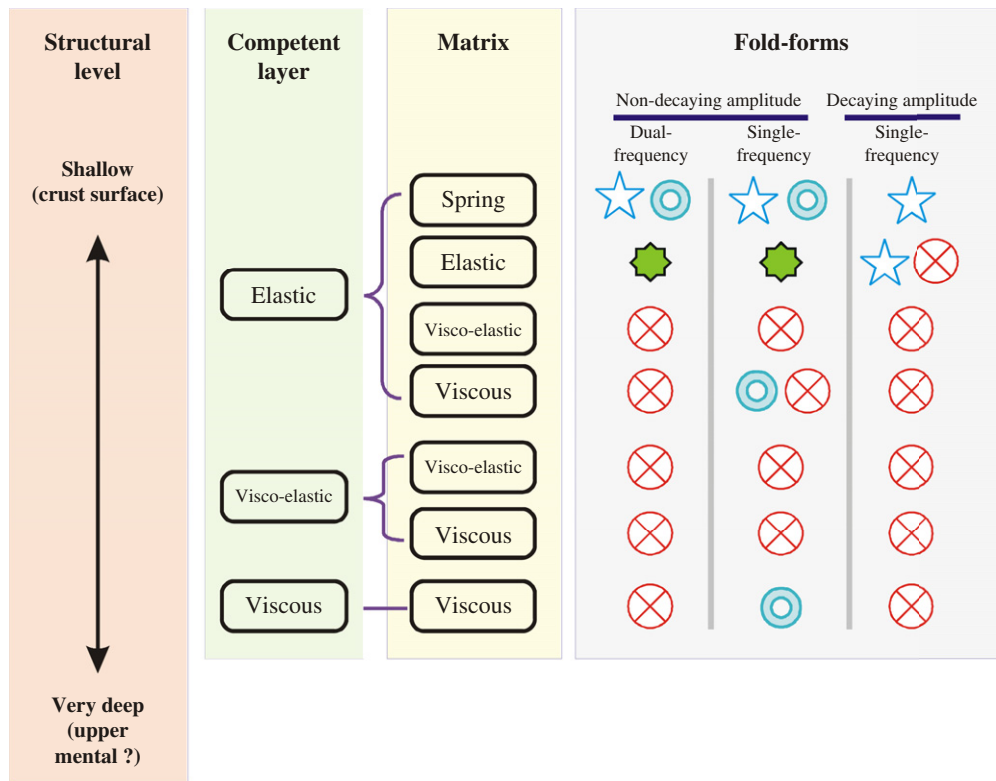 Structural
level
Competent
layer
Matrix
Fold-forms
Non-decaying amplitude
Decaying amplitude
Dual-
frequency
Single-
frequency
Single-
frequency
Shallow
(crust surface)
Spring
Elastic
Elastic
Visco-elastic
Viscous
Visco-elastic
Visco-elastic
Viscous
Viscous
Viscous
Very deep
(upper
mental ?)